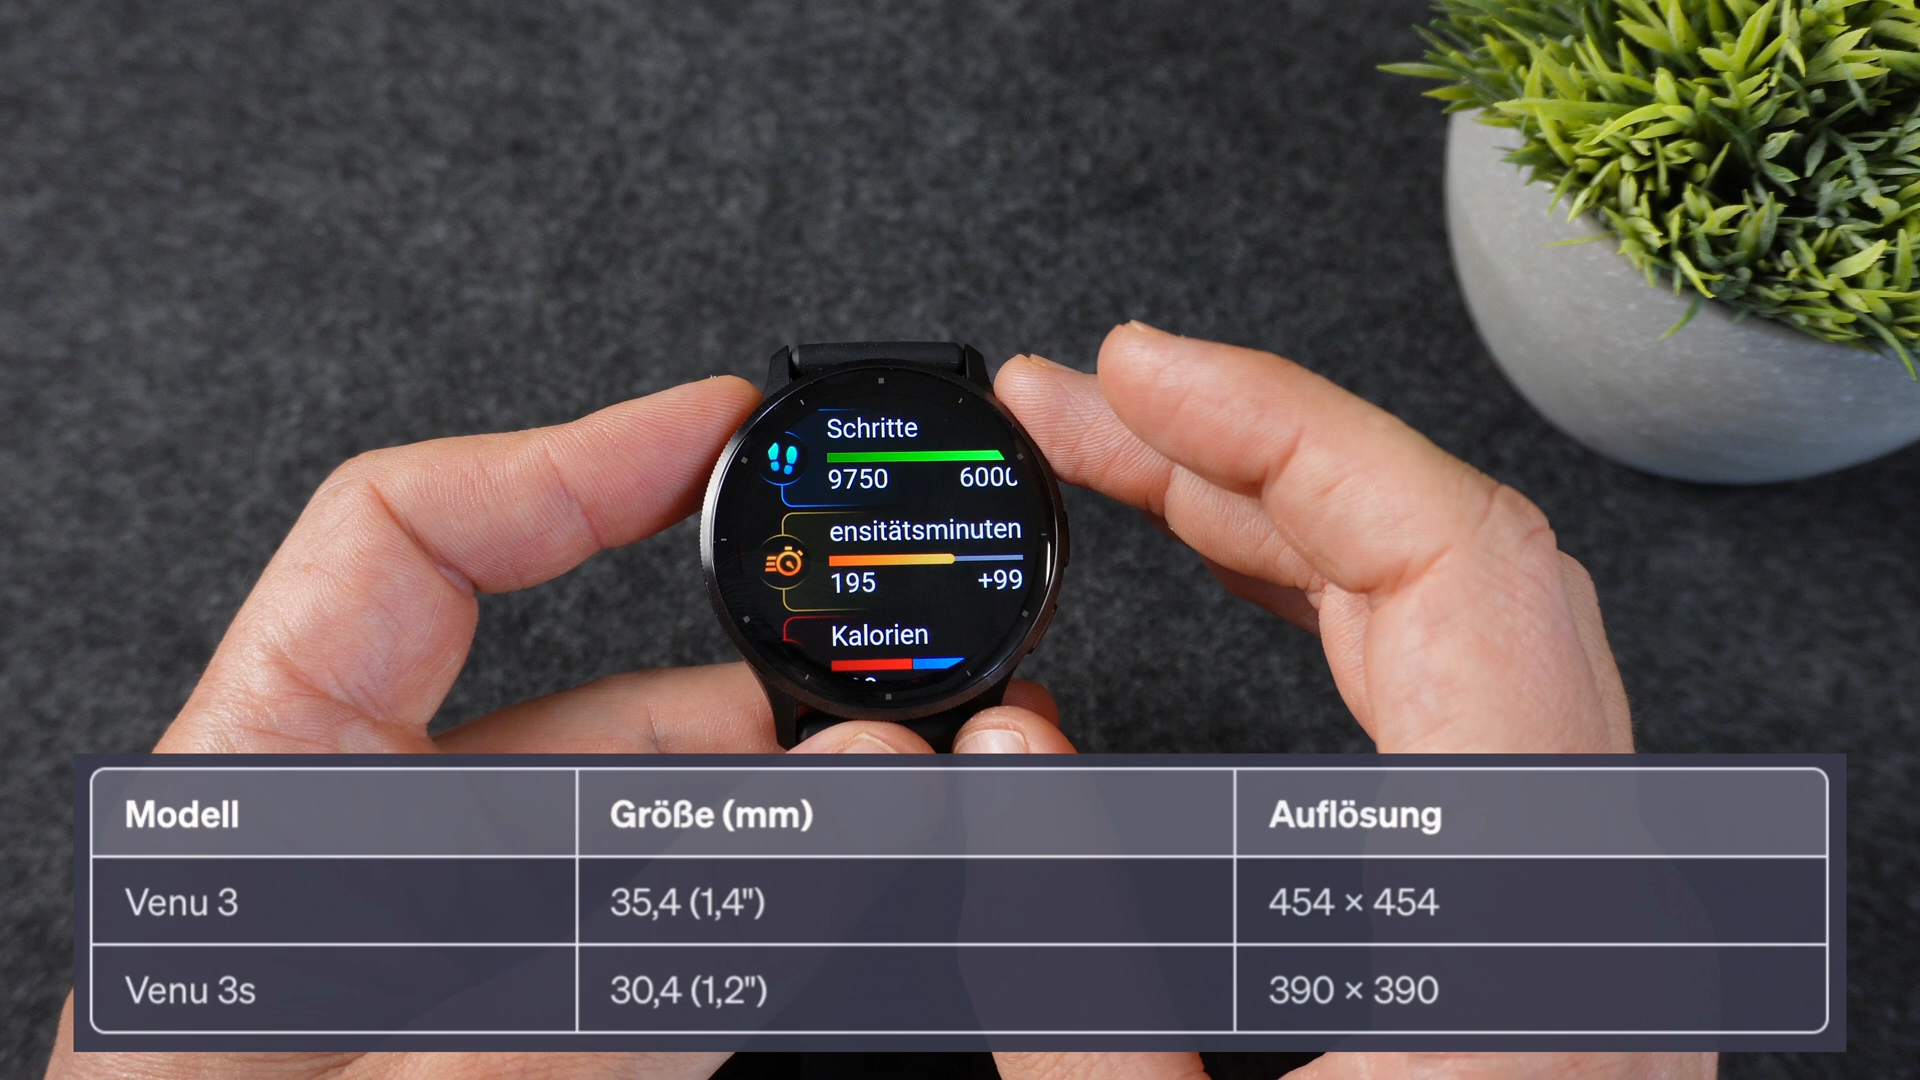 Schritte
9750 6000
ensitätsminuten
195 +99
Kalorien
Modell Größe (mm) Auflösung
Venu 3 35,4 (1,4") 454 × 454
Venu 3s 30,4 (1,2") 390 × 390